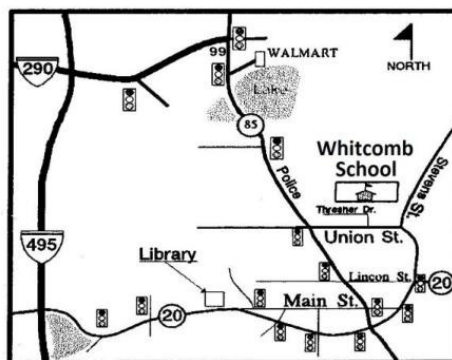 99
WALMART
290
NORTH
Lake
85
Whitcomb
School
Stevens St.
Police
Thresher Dr.
Union St.
495
Library
Lincon St.
20
Main St.
20